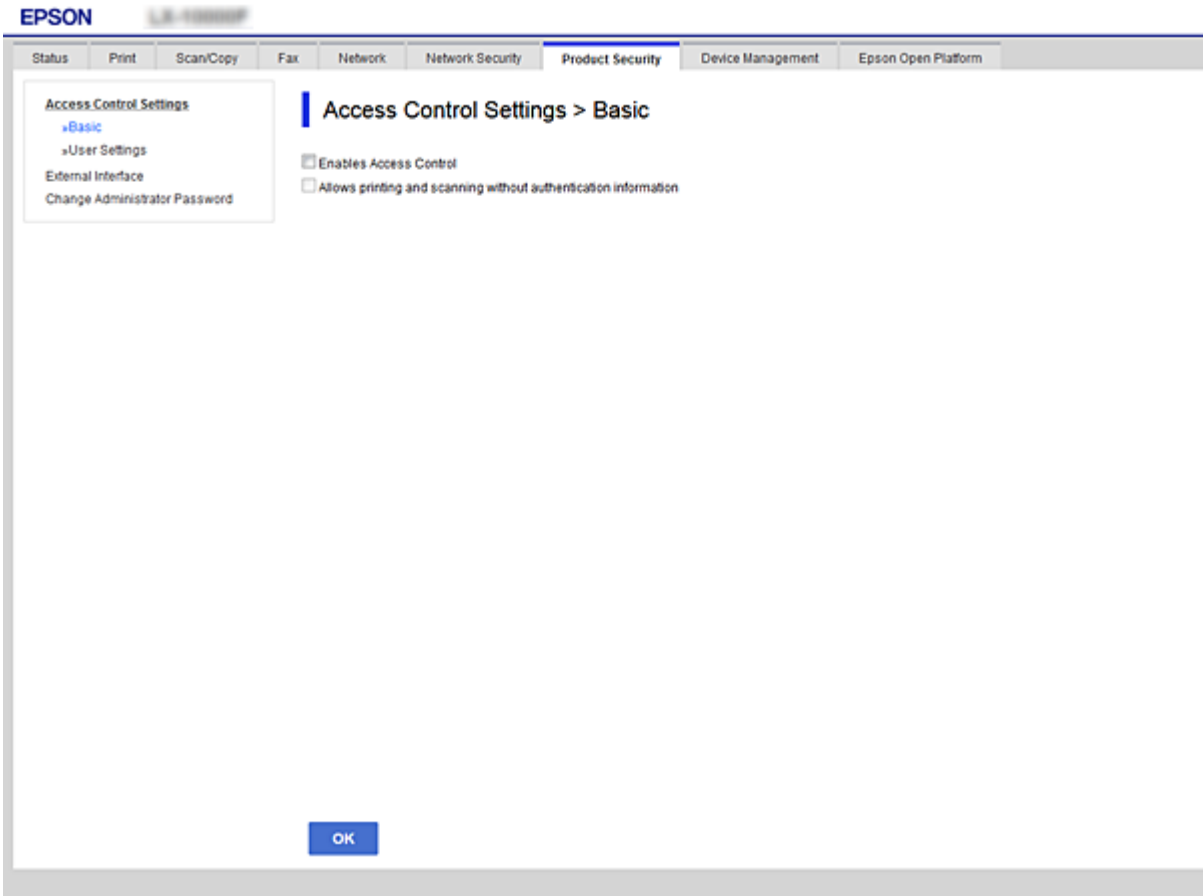 EPSON
Status Print Scan/Copy Fax Network Network Security Product Security Device Management Epson Open Platform
Access Control Settings
»Basic
»User Settings
External Interface
Change Administrator Password
Access Control Settings > Basic
Enables Access Control
Allows printing and scanning without authentication information
OK